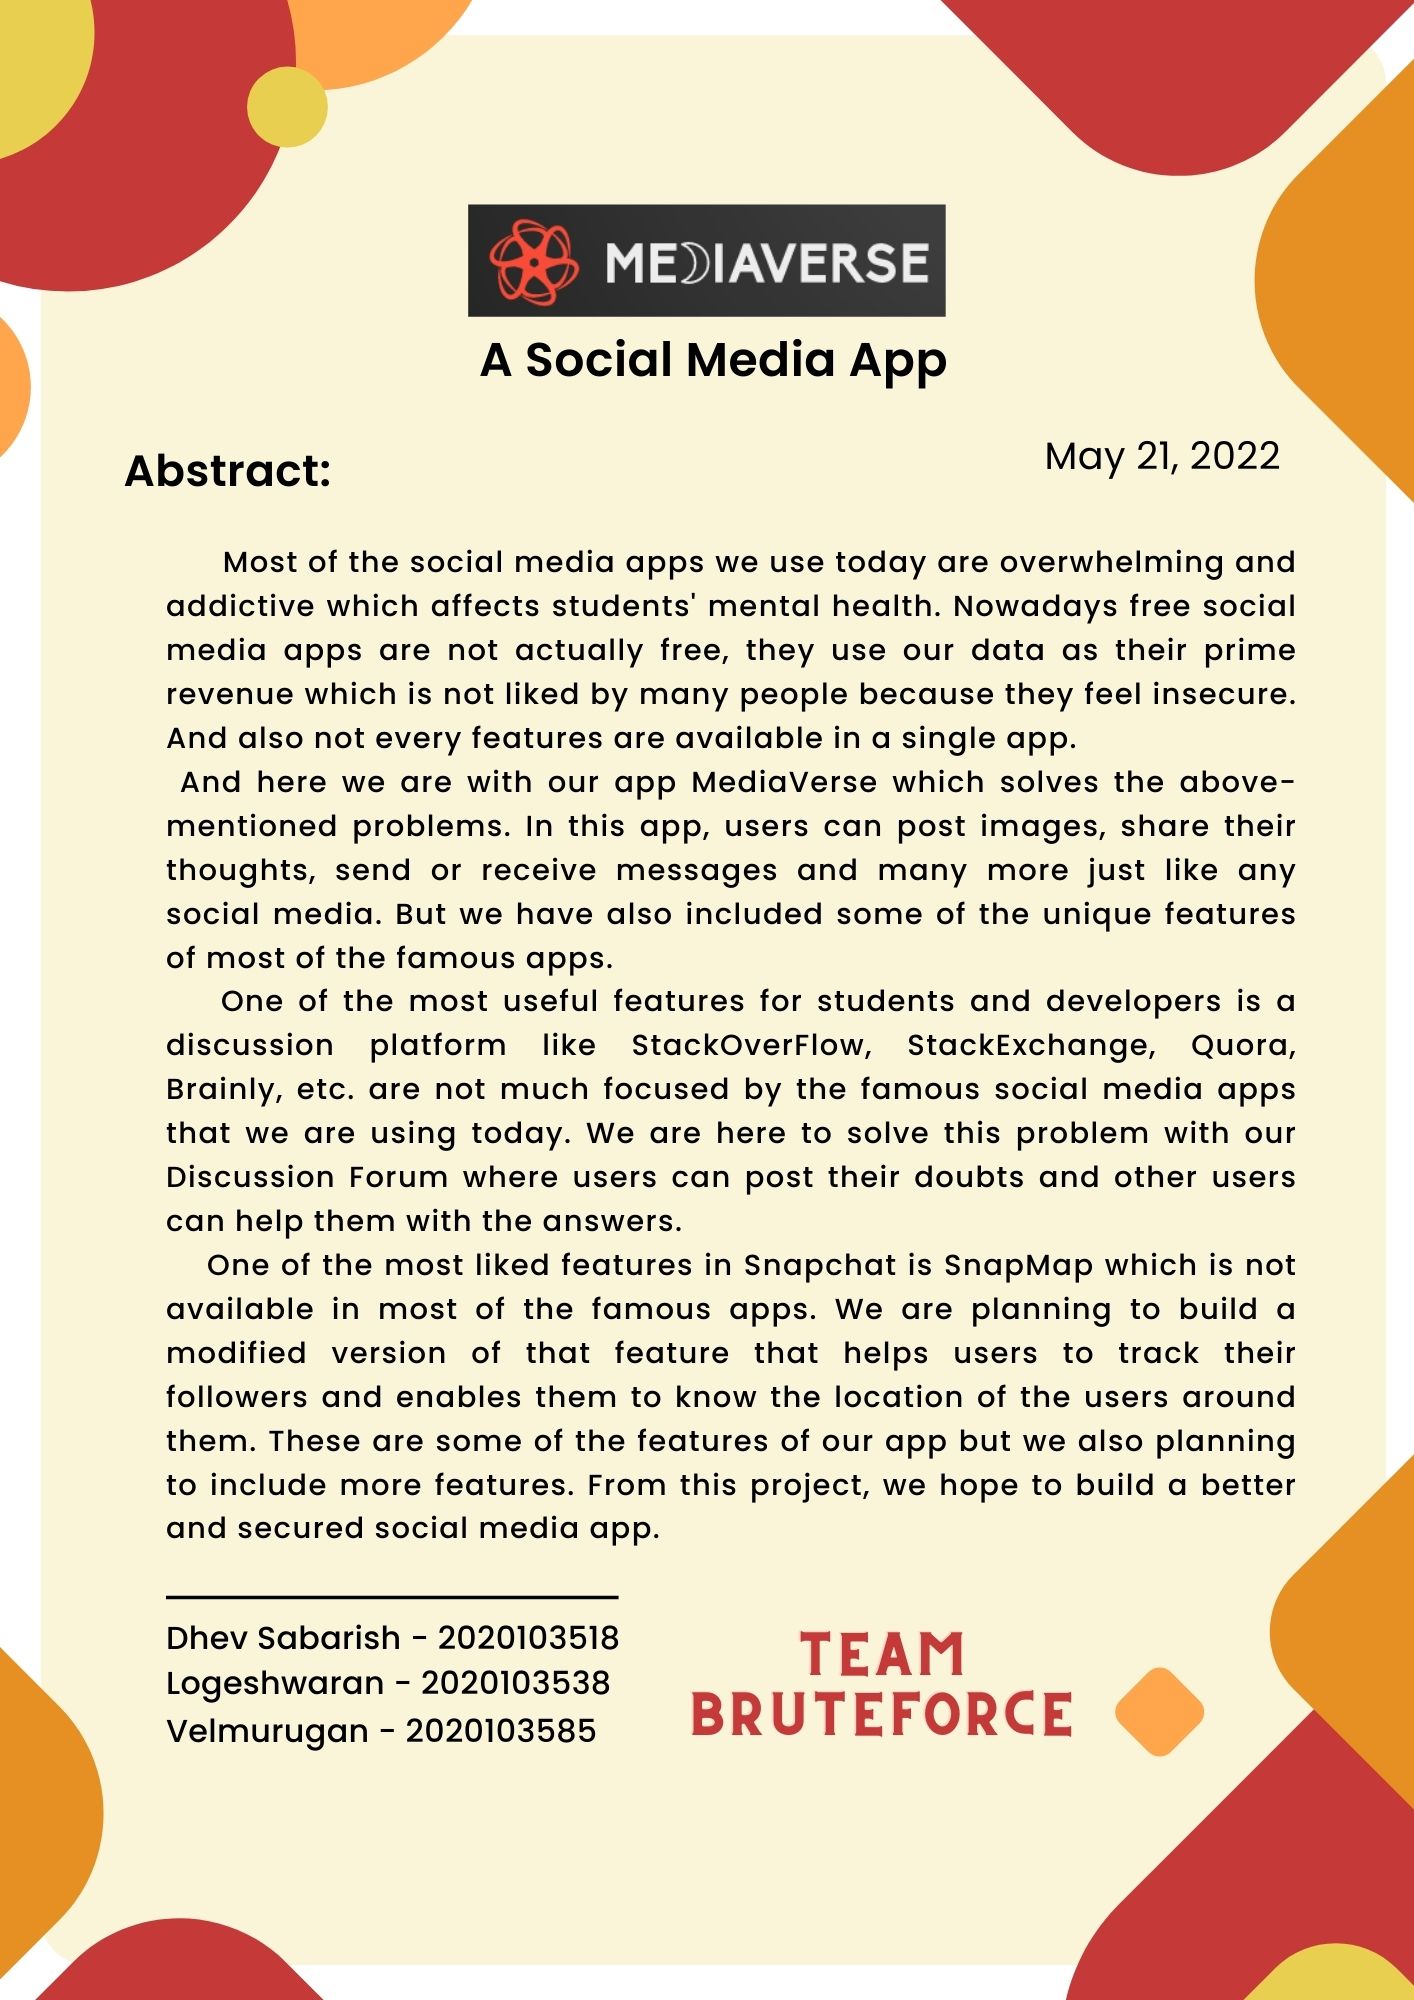 MEDIAVERSE
A Social Media App
May 21, 2022
Abstract:
Most of the social media apps we use today are overwhelming and
addictive which affects students' mental health. Nowadays free social
media apps are not actually free, they use our data as their prime
revenue which is not liked by many people because they feel insecure.
And also not every features are available in a single app.
And here we are with our app MediaVerse which solves the above-
mentioned problems. In this app, users can post images, share their
thoughts, send or receive messages and many more just like any
social media. But we have also included some of the unique features
of most of the famous apps.
One of the most useful features for students and developers is a
discussion platform like StackOverFlow, StackExchange, Quora,
Brainly, etc. are not much focused by the famous social media apps
that we are using today. We are here to solve this problem with our
Discussion Forum where users can post their doubts and other users
can help them with the answers.
One of the most liked features in Snapchat is SnapMap which is not
available in most of the famous apps. We are planning to build a
modified version of that feature that helps users to track their
followers and enables them to know the location of the users around
them. These are some of the features of our app but we also planning
to include more features. From this project, we hope to build a better
and secured social media app.
Dhev Sabarish - 2020103518
Logeshwaran - 2020103538
Velmurugan - 2020103585
TEAM
BRUTEFORCE